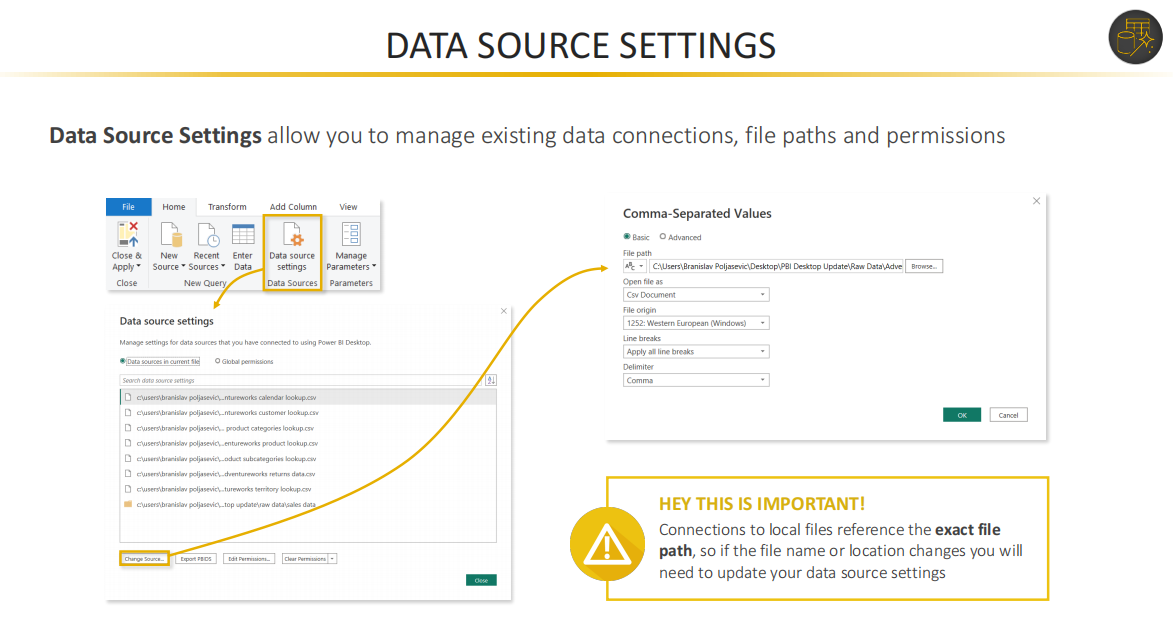 DATA SOURCE SETTINGS
Data Source Settings allow you to manage existing data connections, file paths and permissions
File Home Transform Add Column View
Close & Apply
New Source
Recent Sources
Enter Data
Data source settings
Manage Parameters
Close New Query Data Sources Parameters
Data source settings
Manage settings for data sources that you have connected to using Power BI Desktop.
Data sources in current file Global permissions
Search data source settings
c:\users\branislav poljasevic\...ntureworks calendar lookup.csv
c:\users\branislav poljasevic\...ntureworks customer lookup.csv
c:\users\branislav poljasevic\... product categories lookup.csv
c:\users\branislav poljasevic\...entureworks product lookup.csv
c:\users\branislav poljasevic\...oduct subcategories lookup.csv
c:\users\branislav poljasevic\...dventureworks returns data.csv
c:\users\branislav poljasevic\...tureworks territory lookup.csv
c:\users\branislav poljasevic\...top update\raw data\sales data
Change Source... Export PBIDS Edit Permissions... Clear Permissions
Close
Comma-Separated Values
Basic Advanced
File path
ABC C:\Users\Branislav Poljasevic\Desktop\PBI Desktop Update\Raw Data\Adve Browse...
Open file as
Csv Document
File origin
1252: Western European (Windows)
Line breaks
Apply all line breaks
Delimiter
Comma
OK Cancel
HEY THIS IS IMPORTANT!
Connections to local files reference the exact file
path, so if the file name or location changes you will
need to update your data source settings